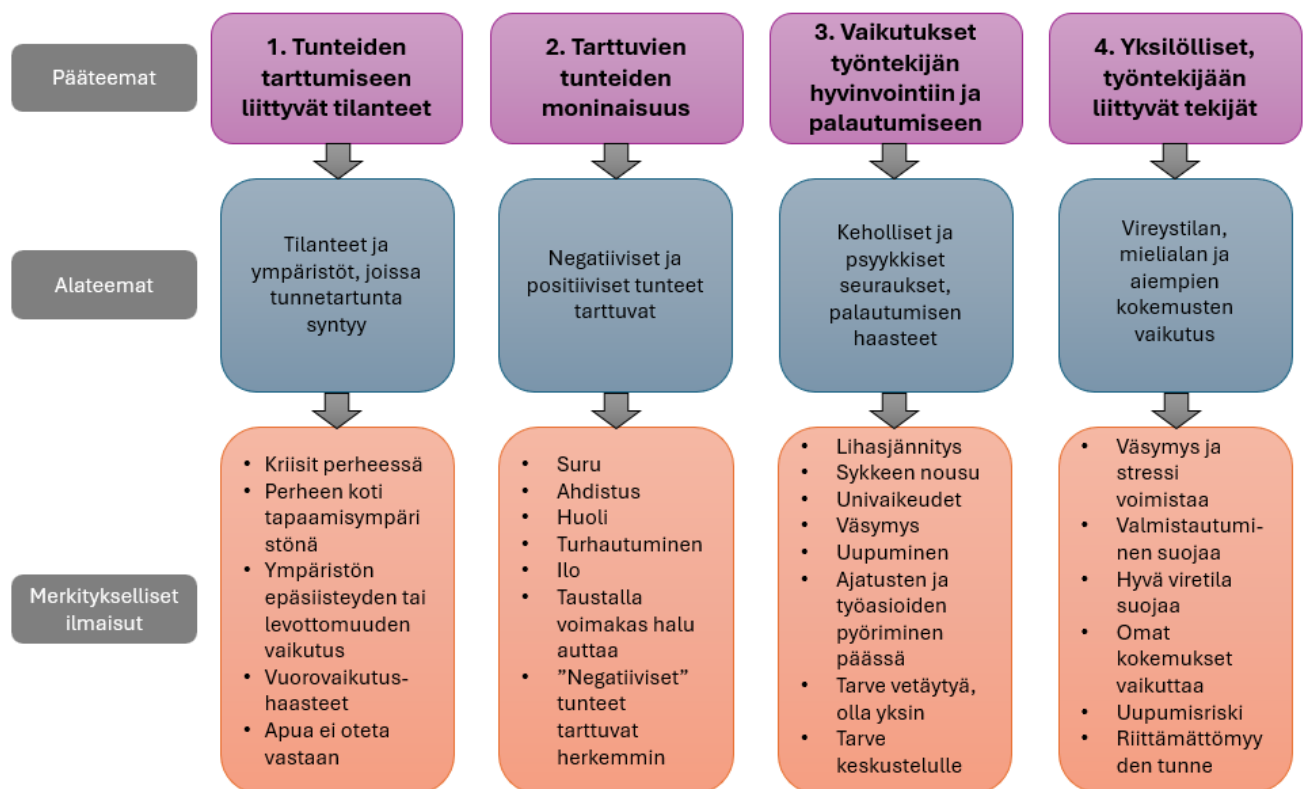 Pääteemat
1. Tunteiden
tarttumiseen
liittyvät tilanteet
2. Tarttuvien
tunteiden
moninaisuus
3. Vaikutukset
työntekijän
hyvinvointiin ja
palautumiseen
4. Yksilölliset,
työntekijään
liittyvät tekijät
Alateemat
Tilanteet ja
ympäristöt, joissa
tunnetartunta
syntyy
Negatiiviset ja
positiiviset tunteet
tarttuvat
Keholliset ja
psyykkiset
seuraukset,
palautumisen
haasteet
Vireystilan,
mielialan ja
aiempien
kokemusten
vaikutus
Merkitykselliset
ilmaisut
• Kriisit perheessä
• Perheen koti
tapaamisympäri
stönä
• Ympäristön
epäsiisteyden tai
levottomuuden
vaikutus
• Vuorovaikutus-
haasteet
• Apua ei oteta
vastaan
• Suru
• Ahdistus
• Huoli
• Turhautuminen
• Ilo
• Taustalla
voimakas halu
auttaa
• ”Negatiiviset”
tunteet
tarttuvat
herkemmin
• Lihasjännitys
• Sykkeen nousu
• Univaikeudet
• Väsymys
• Uupuminen
• Ajatusten ja
työasioiden
pyöriminen
päässä
• Tarve vetäytyä,
olla yksin
• Tarve
keskustelulle
• Väsymys ja
stressi
voimistaa
• Valmistautumi-
nen suojaa
• Hyvä viretila
suojaa
• Omat
kokemukset
vaikuttaa
• Uupumisriski
• Riittämättömyy
den tunne